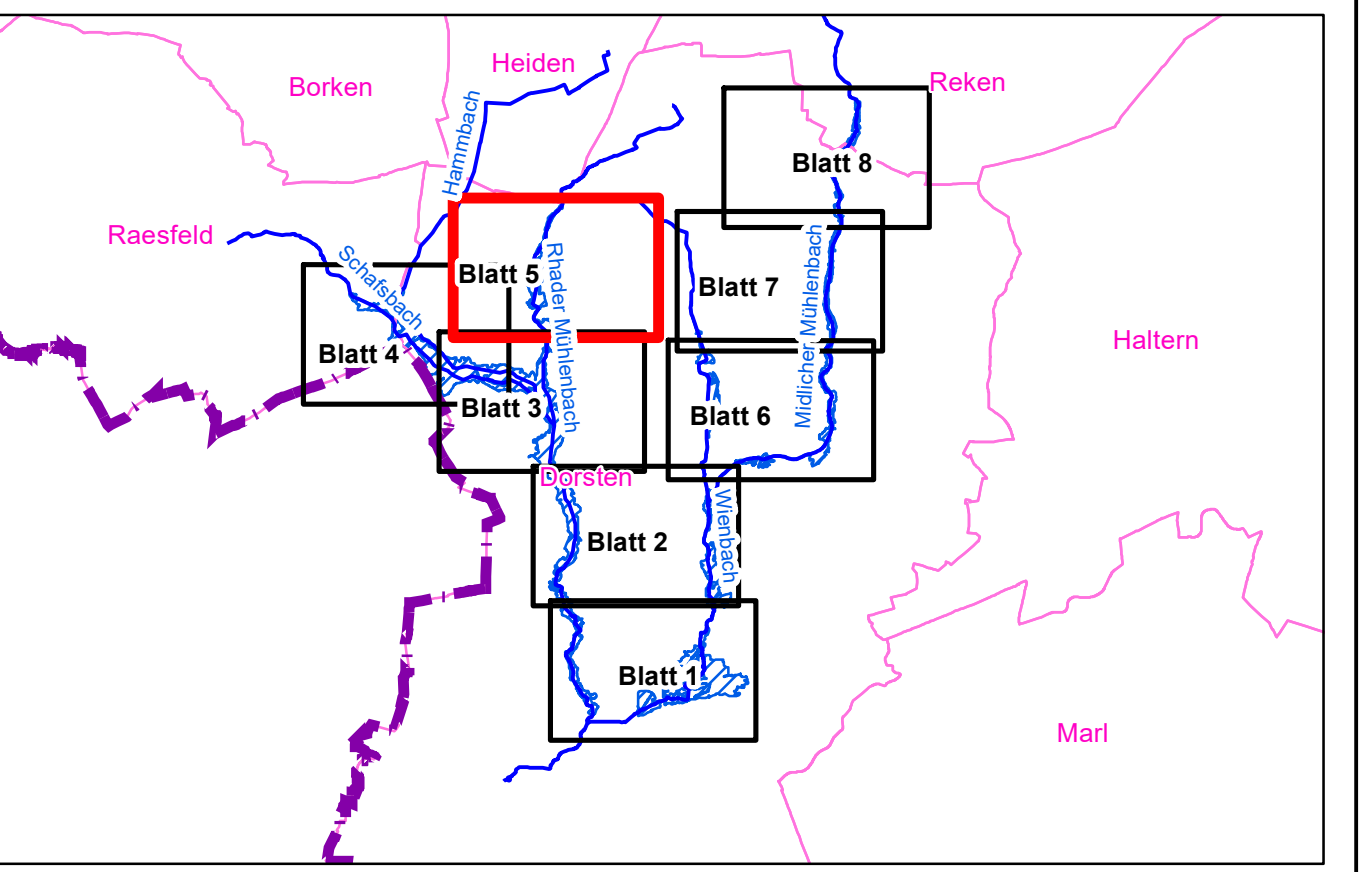 Heiden
Borken
Reken
Hammbach
Blatt 8
Raesfeld
Schafsbach
Blatt 5
Rhader Mühlenbach
Blatt 7
Midlicher Mühlenbach
Haltern
Blatt 4
Blatt 3
Blatt 6
Dorsten
Wienbach
Blatt 2
Blatt 1
Marl